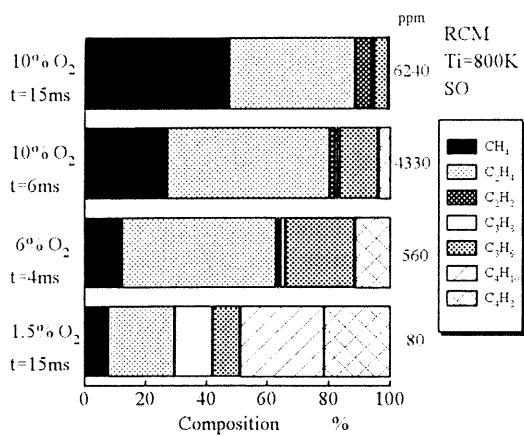 ppm
10% O₂
t=15ms
6240
10% O₂
t=6ms
4330
6% O₂
t=4ms
560
1.5% O₂
t=15ms
80
0 20 40 60 80 100
Composition %
RCM
Ti=800K
SO
CH₄
C₂H₄
C₂H₂
C₃H₈
C₃H₆
C₄H₁₀
C₄H₈